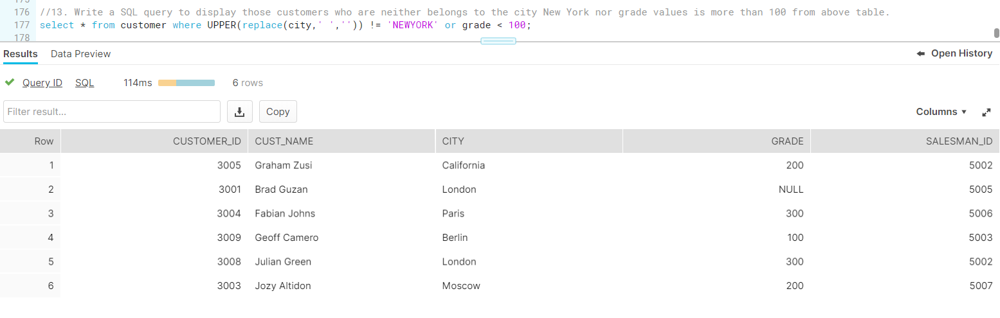 175
176 //13. Write a SQL query to display those customers who are neither belongs to the city New York nor grade values is more than 100 from above table.
177 select * from customer where UPPER(replace(city,' ','')) != 'NEWYORK' or grade < 100;
178
Results Data Preview Open History
Query ID SQL 114ms 6 rows
Filter result... Copy Columns
Row CUSTOMER_ID CUST_NAME CITY GRADE SALESMAN_ID
1 3005 Graham Zusi California 200 5002
2 3001 Brad Guzan London NULL 5005
3 3004 Fabian Johns Paris 300 5006
4 3009 Geoff Camero Berlin 100 5003
5 3008 Julian Green London 300 5002
6 3003 Jozy Altidon Moscow 200 5007